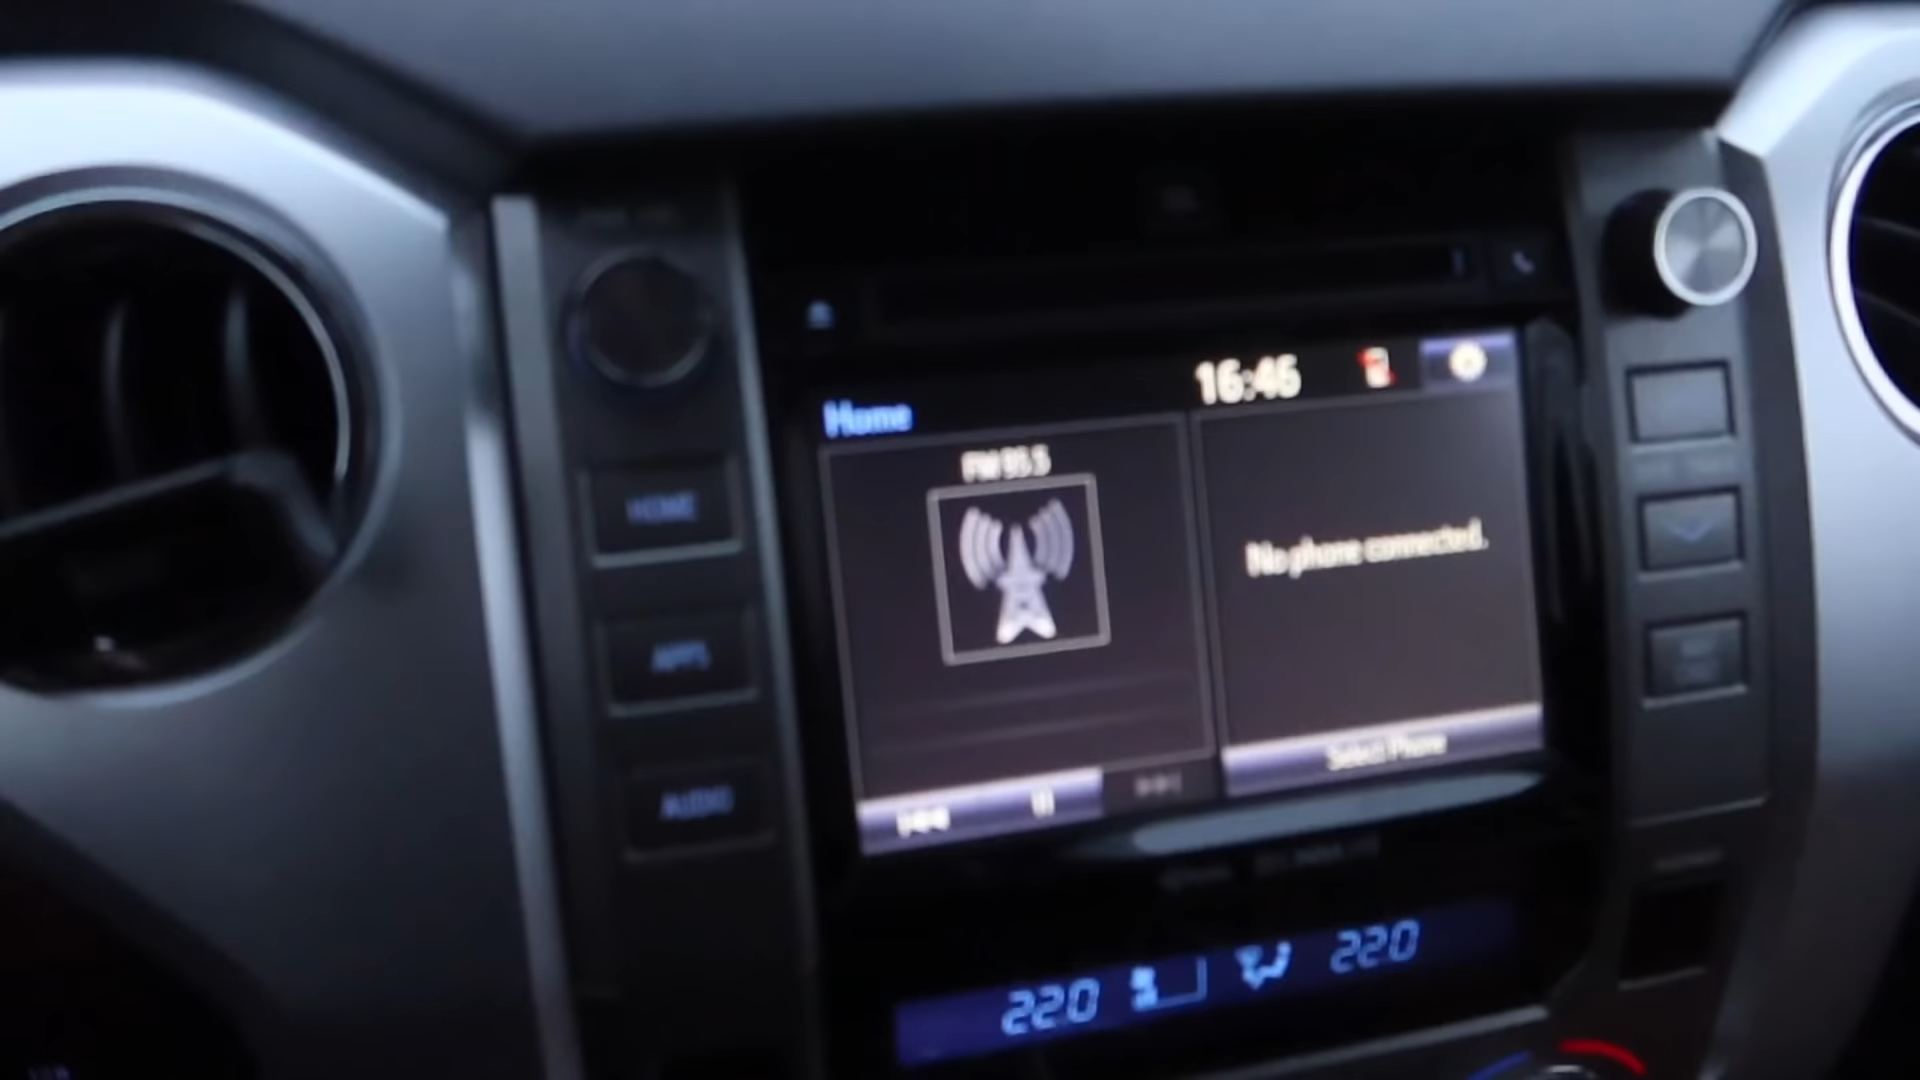 16:46
Home
FM 95.5
HOME
No phone connected.
APPS
Select Phone
AUDIO
22.0
22.0